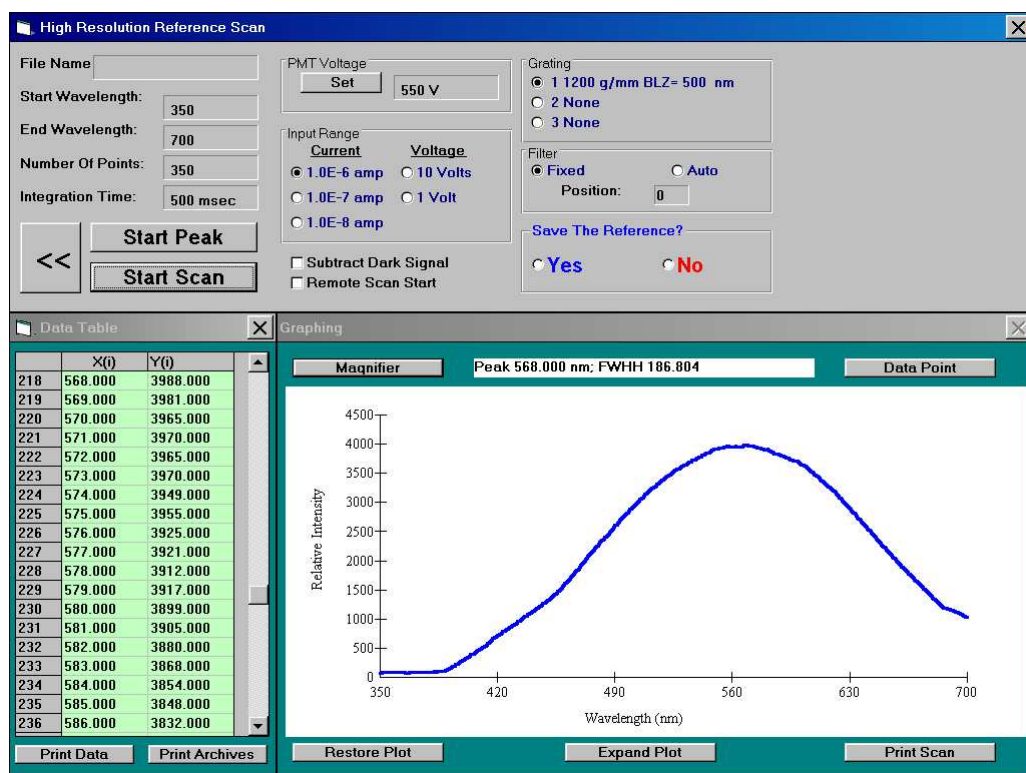 High Resolution Reference Scan
File Name
Start Wavelength: 350
End Wavelength: 700
Number Of Points: 350
Integration Time: 500 msec
<<
Start Peak
Start Scan
PMT Voltage
Set 550 V
Input Range
Current Voltage
1.0E-6 amp 10 Volts
1.0E-7 amp 1 Volt
1.0E-8 amp
Subtract Dark Signal
Remote Scan Start
Grating
1 1200 g/mm BLZ= 500 nm
2 None
3 None
Filter
Fixed Auto
Position: 0
Save The Reference?
Yes No
Data Table
X(i) Y(i)
218 568.000 3988.000
219 569.000 3981.000
220 570.000 3965.000
221 571.000 3970.000
222 572.000 3965.000
223 573.000 3970.000
224 574.000 3949.000
225 575.000 3955.000
226 576.000 3925.000
227 577.000 3921.000
228 578.000 3912.000
229 579.000 3917.000
230 580.000 3899.000
231 581.000 3905.000
232 582.000 3880.000
233 583.000 3868.000
234 584.000 3854.000
235 585.000 3848.000
236 586.000 3832.000
Print Data Print Archives
Graphing
Magnifier Peak 568.000 nm; FWHH 186.804 Data Point
4500
4000
3500
3000
2500
2000
1500
1000
500
0
Relative Intensity
350 420 490 560 630 700
Wavelength (nm)
Restore Plot Expand Plot Print Scan